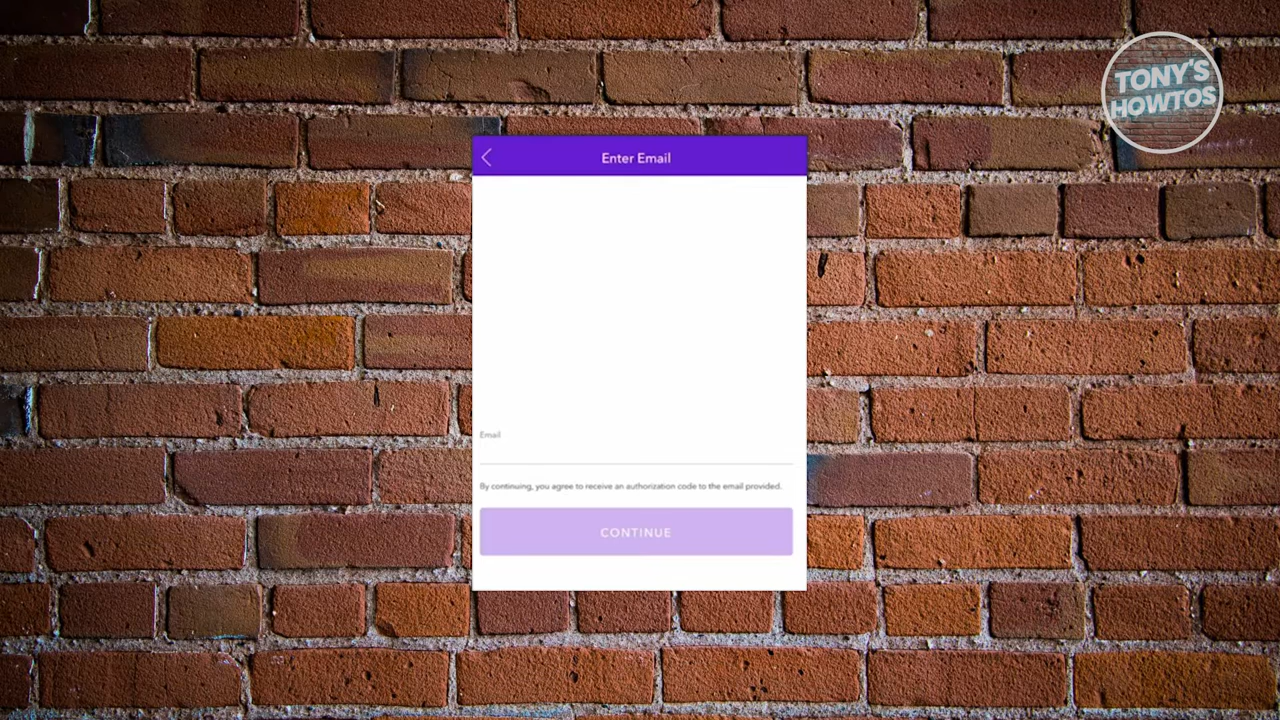 TONY'S
HOWTOS
Enter Email
Email
By continuing, you agree to receive an authorization code to the email provided.
CONTINUE